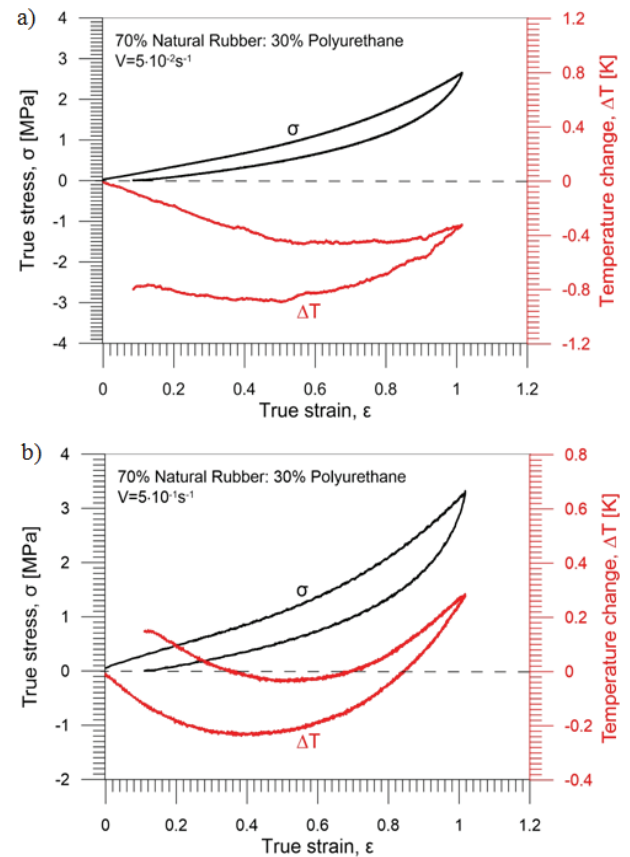 a)
70% Natural Rubber: 30% Polyurethane
V=5·10⁻²s⁻¹
True stress, σ [MPa]
4
3
2
1
0
-1
-2
-3
-4
σ
ΔT
Temperature change, ΔT [K]
1.2
0.8
0.4
0
-0.4
-0.8
-1.2
0 0.2 0.4 0.6 0.8 1 1.2
True strain, ε
b)
70% Natural Rubber: 30% Polyurethane
V=5·10⁻¹s⁻¹
True stress, σ [MPa]
4
3
2
1
0
-1
-2
σ
ΔT
Temperature change, ΔT [K]
0.8
0.6
0.4
0.2
0
-0.2
-0.4
0 0.2 0.4 0.6 0.8 1 1.2
True strain, ε